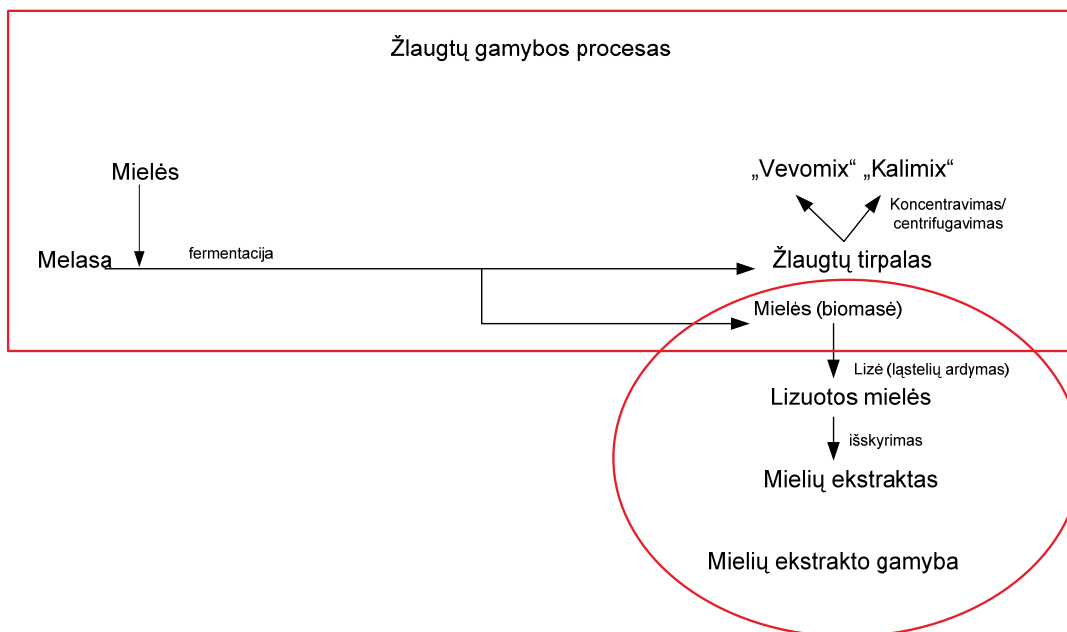 Žlaugtų gamybos procesas
Mielės
„Vevomix“ „Kalimix“
Koncentravimas/
centrifugavimas
Melasa
fermentacija
Žlaugtų tirpalas
Mielės (biomasė)
Lizė (ląstelių ardymas)
Lizuotos mielės
išskyrimas
Mielių ekstraktas
Mielių ekstrakto gamyba